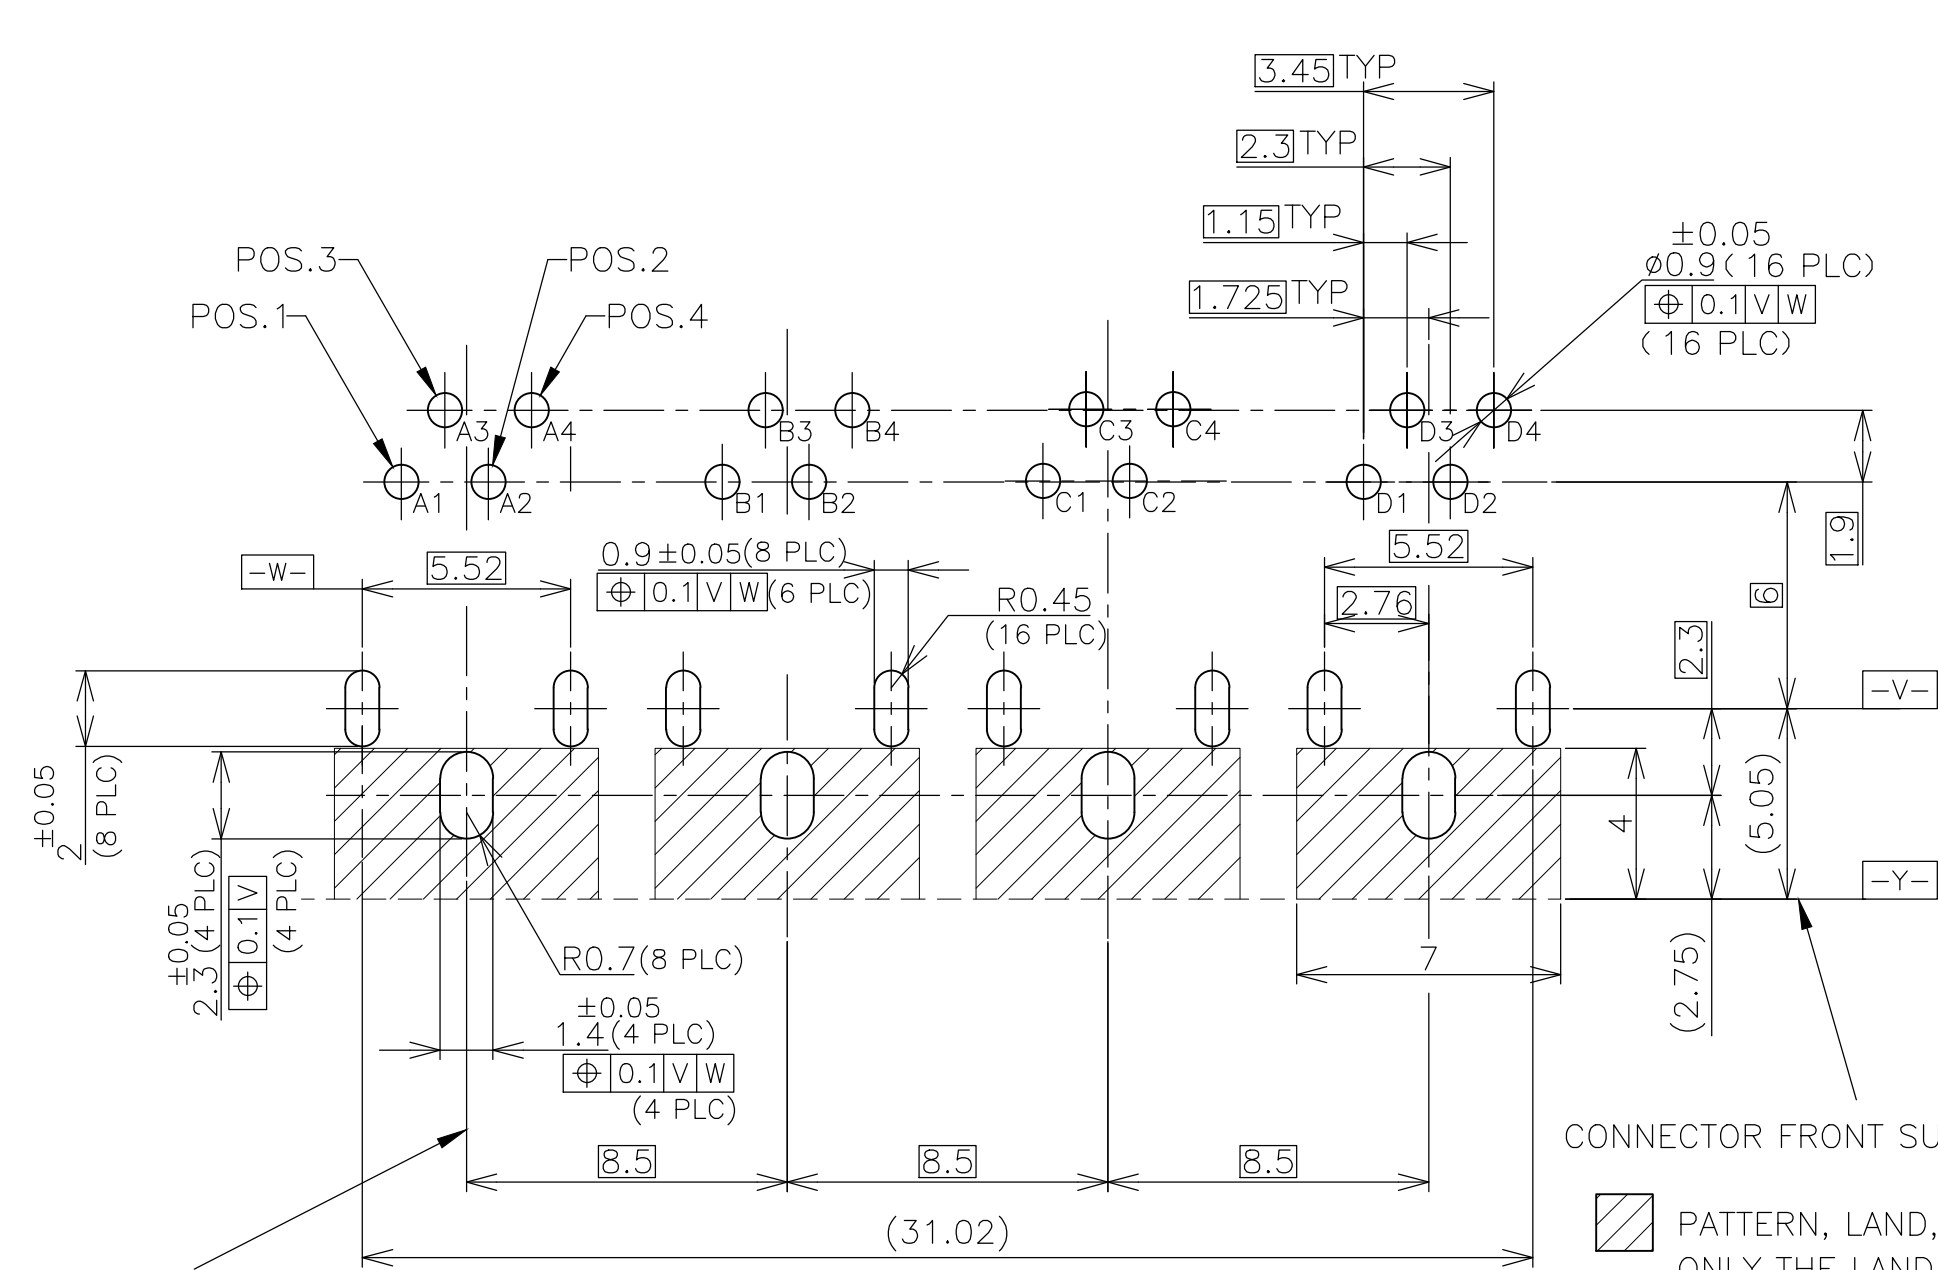 3.45 TYP
2.3 TYP
1.15 TYP
1.725 TYP
±0.05
ø0.9(16 PLC)
⌖ 0.1 V W
(16 PLC)
POS.3
POS.2
POS.1
POS.4
A3
A4
B3
B4
C3
C4
D3
D4
A1
A2
B1
B2
C1
C2
D1
D2
1.9
-W-
5.52
0.9±0.05(8 PLC)
⌖ 0.1 V W (6 PLC)
R0.45
(16 PLC)
5.52
2.76
6
2.3
-V-
±0.05
2
(8 PLC)
±0.05
2.3(4 PLC)
⌖ 0.1 V
(4 PLC)
4
(5.05)
-Y-
R0.7(8 PLC)
7
(2.75)
±0.05
1.4(4 PLC)
⌖ 0.1 V W
(4 PLC)
8.5
8.5
8.5
CONNECTOR FRONT SU
(31.02)
PATTERN, LAND,
ONLY THE LAND